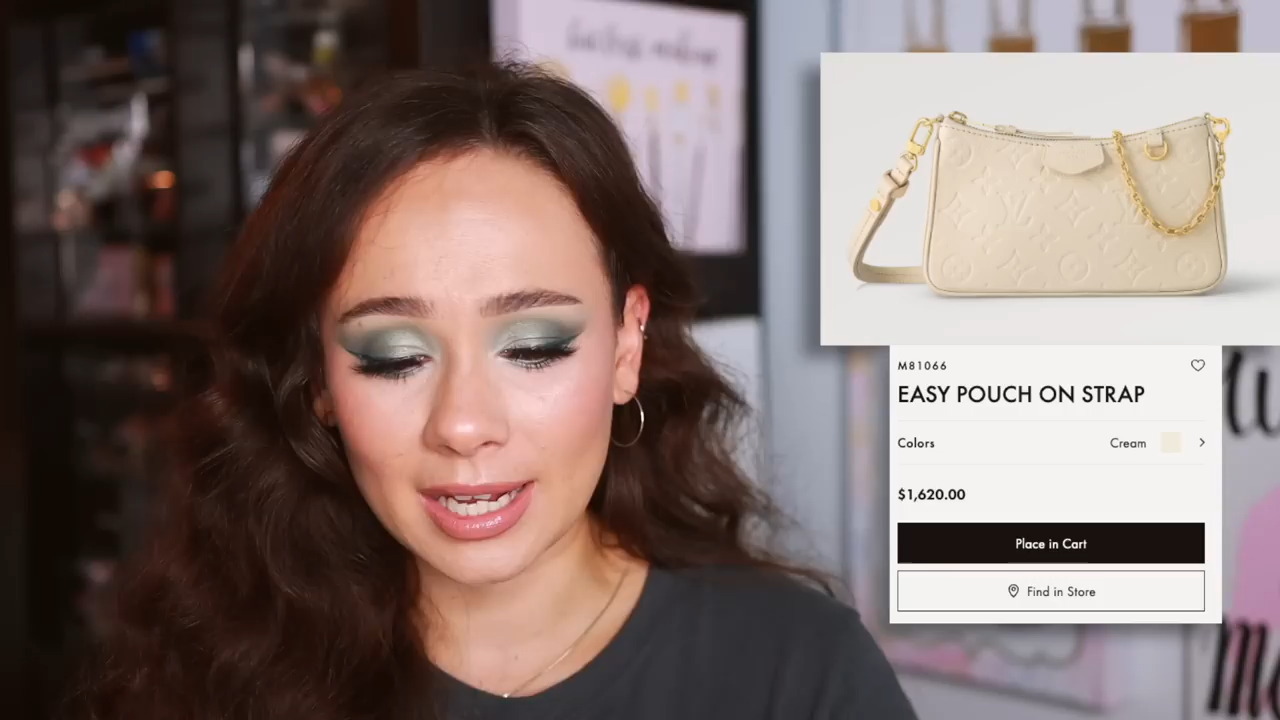 M81066
EASY POUCH ON STRAP
Colors
Cream
$1,620.00
Place in Cart
Find in Store